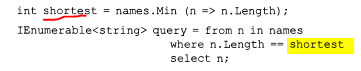 int shortest = names.Min (n => n.Length);
IEnumerable<string> query = from n in names
where n.Length == shortest
select n;